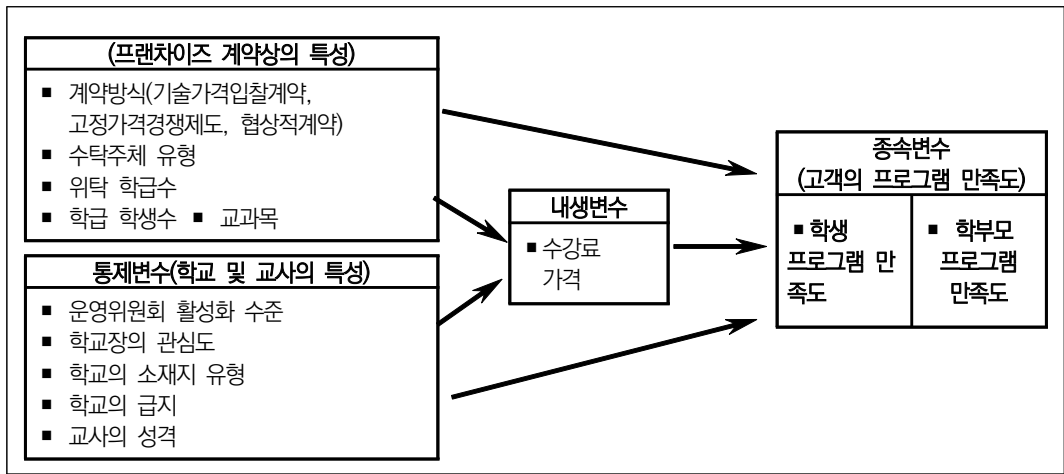 (프랜차이즈 계약상의 특성)
▪ 계약방식(기술가격입찰계약,
고정가격경쟁제도, 협상적계약)
▪ 수탁주체 유형
▪ 위탁 학급수
▪ 학급 학생수 ▪ 교과목
통제변수(학교 및 교사의 특성)
▪ 운영위원회 활성화 수준
▪ 학교장의 관심도
▪ 학교의 소재지 유형
▪ 학교의 급지
▪ 교사의 성격
내생변수
▪ 수강료
가격
종속변수
(고객의 프로그램 만족도)
▪ 학생
프로그램 만
족도
▪ 학부모
프로그램
만족도